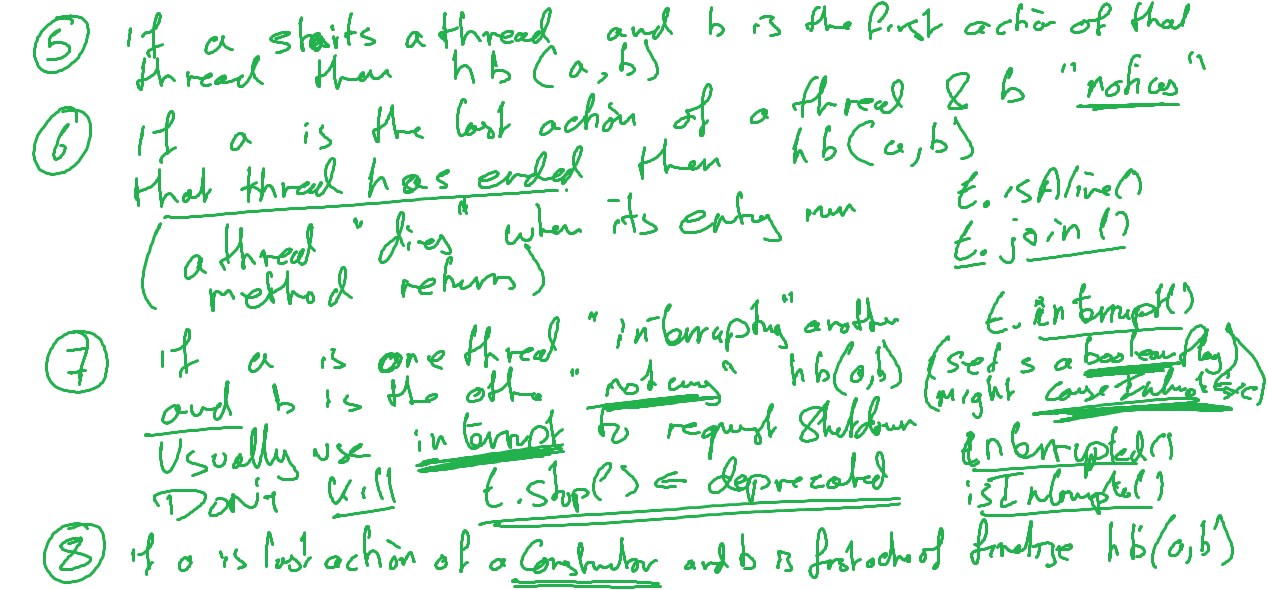 ⑤ if a starts a thread and b is the first action of that
thread then hb(a,b)
⑥ If a is the last action of a thread & b "notices"
that thread has ended then hb(a,b)
t.isAlive()
(a thread "dies" when its entry run
t.join()
method returns)
t.interrupt()
⑦ if a is one thread "interrupting" another
(sets a boolean flag)
and b is the other "noticing" hb(a,b)
(might cause InterruptExc)
Usually use interrupt to request Shutdown
interrupted()
DON't Kill t.stop() ⇐ deprecated
isInterrupted()
⑧ if a is last action of a Constructor and b is first action of finalize hb(a,b)